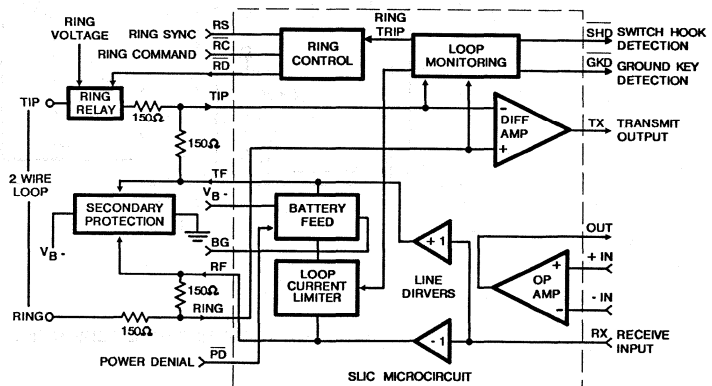 RING
VOLTAGE
RING SYNC
RS
RING COMMAND
RC
RD
RING
CONTROL
RING
TRIP
LOOP
MONITORING
SHD
SWITCH HOOK
DETECTION
GKD
GROUND KEY
DETECTION
TIP
RING
RELAY
150Ω
TIP
150Ω
DIFF
AMP
-
+
TX
TRANSMIT
OUTPUT
2 WIRE
LOOP
SECONDARY
PROTECTION
VB-
TF
VB-
BATTERY
FEED
BG
RF
LOOP
CURRENT
LIMITER
+ 1
LINE
DIRVERS
- 1
OUT
+ IN
- IN
+
-
OP
AMP
150Ω
RING
150Ω
RING
RX
RECEIVE
INPUT
POWER DENIAL
PD
SLIC MICROCIRCUIT